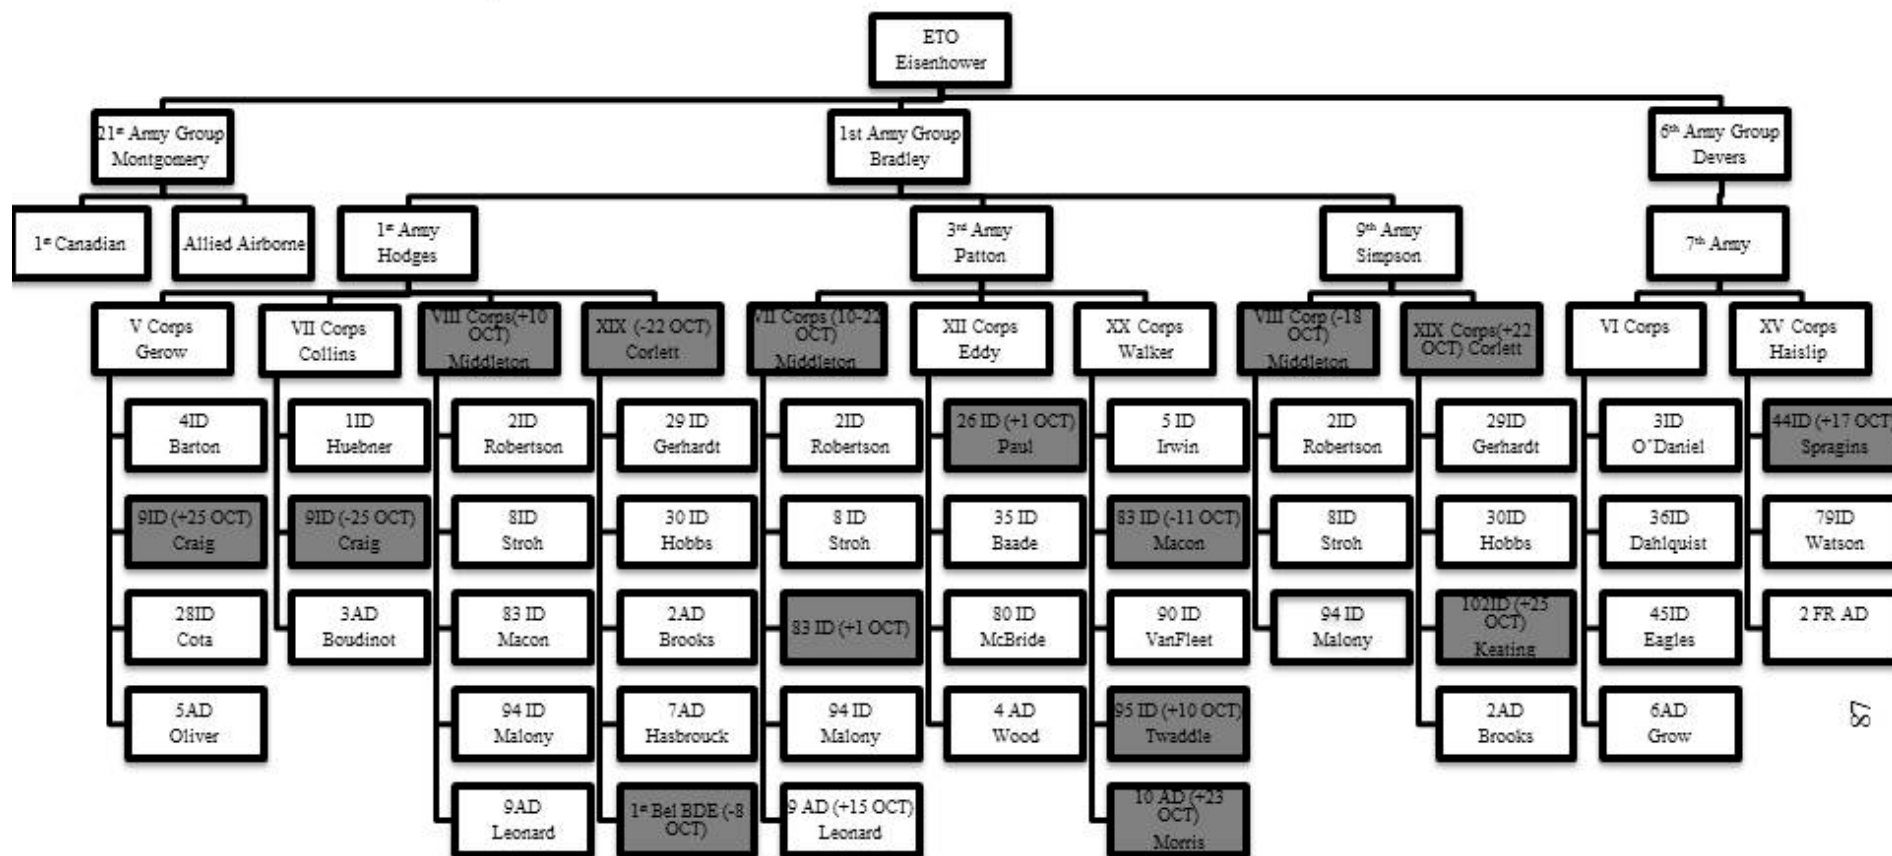 ETO
Eisenhower
21st Army Group
Montgomery
1st Army Group
Bradley
6th Army Group
Devers
1st Canadian
Allied Airborne
1st Army
Hodges
3rd Army
Patton
9th Army
Simpson
7th Army
V Corps
Gerow
VII Corps
Collins
VIII Corps(+10
OCT)
Middleton
XIX (-22 OCT)
Corlett
VII Corps (10-22
OCT)
Middleton
XII Corps
Eddy
XX Corps
Walker
VIII Corp (-18
OCT)
Middleton
XIX Corps(+22
OCT) Corlett
VI Corps
XV Corps
Haislip
4ID
Barton
1ID
Huebner
2ID
Robertson
29 ID
Gerhardt
2ID
Robertson
26 ID (+1 OCT)
Paul
5 ID
Irwin
2ID
Robertson
29ID
Gerhardt
3ID
O'Daniel
44ID (+17 OCT)
Spragins
9ID (+25 OCT)
Craig
9ID (-25 OCT)
Craig
8ID
Stroh
30 ID
Hobbs
8 ID
Stroh
35 ID
Baade
83 ID (-11 OCT)
Macon
8ID
Stroh
30ID
Hobbs
36ID
Dahlquist
79ID
Watson
28ID
Cota
3AD
Boudinot
83 ID
Macon
2AD
Brooks
83 ID (+1 OCT)
80 ID
McBride
90 ID
VanFleet
94 ID
Malony
102ID (+25
OCT)
Keating
45ID
Eagles
2 FR AD
5AD
Oliver
94 ID
Malony
7AD
Hasbrouck
94 ID
Malony
4 AD
Wood
95 ID (+10 OCT)
Twaddle
2AD
Brooks
6AD
Grow
87
9AD
Leonard
1st Bel BDE (-8
OCT)
9 AD (+15 OCT)
Leonard
10 AD (+23
OCT)
Morris